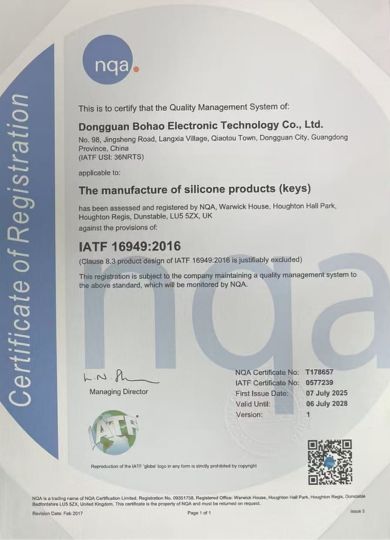 nqa.
Certificate of Registration
This is to certify that the Quality Management System of:
Dongguan Bohao Electronic Technology Co., Ltd.
No. 98, Jingsheng Road, Langxia Village, Qiaotou Town, Dongguan City, Guangdong
Province, China
(IATF USI: 36NRTS)
applicable to:
The manufacture of silicone products (keys)
has been assessed and registered by NQA, Warwick House, Houghton Hall Park,
Houghton Regis, Dunstable, LU5 5ZX, UK
against the provisions of:
IATF 16949:2016
(Clause 8.3 product design of IATF 16949:2016 is justifiably excluded)
This registration is subject to the company maintaining a quality management system to
the above standard, which will be monitored by NQA.
nqa
Managing Director
NQA Certificate No: T178657
IATF Certificate No: 0577239
First Issue Date: 07 July 2025
Valid Until: 06 July 2028
Version: 1
IATF
Reproduction of the IATF 'global' logo in any form is strictly prohibited by copyright
NQA is a trading name of NQA Certification Limited. Registration No. 09351758. Registered Office: Warwick House, Houghton Hall Park, Houghton Regis, Dunstable
Bedfordshire LU5 5ZX, United Kingdom. This certificate is the property of NQA and must be returned on request.
Revision Date: Feb 2017
Page 1 of 1
Issue 5